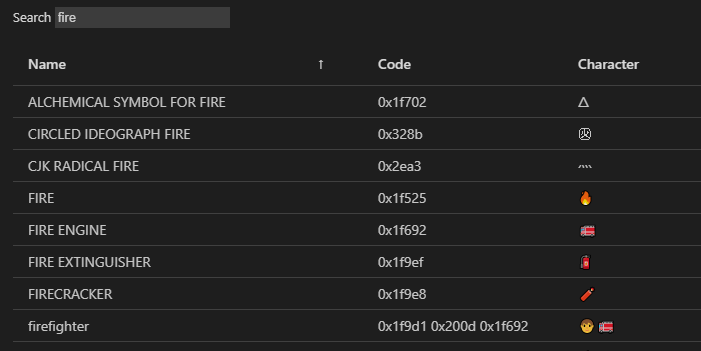 Search fire
Name ↑ Code Character
ALCHEMICAL SYMBOL FOR FIRE 0x1f702 🜂
CIRCLED IDEOGRAPH FIRE 0x328b ㊋
CJK RADICAL FIRE 0x2ea3 ⺣
FIRE 0x1f525 🔥
FIRE ENGINE 0x1f692 🚒
FIRE EXTINGUISHER 0x1f9ef 🧯
FIRECRACKER 0x1f9e8 🧨
firefighter 0x1f9d1 0x200d 0x1f692 🧑🚒